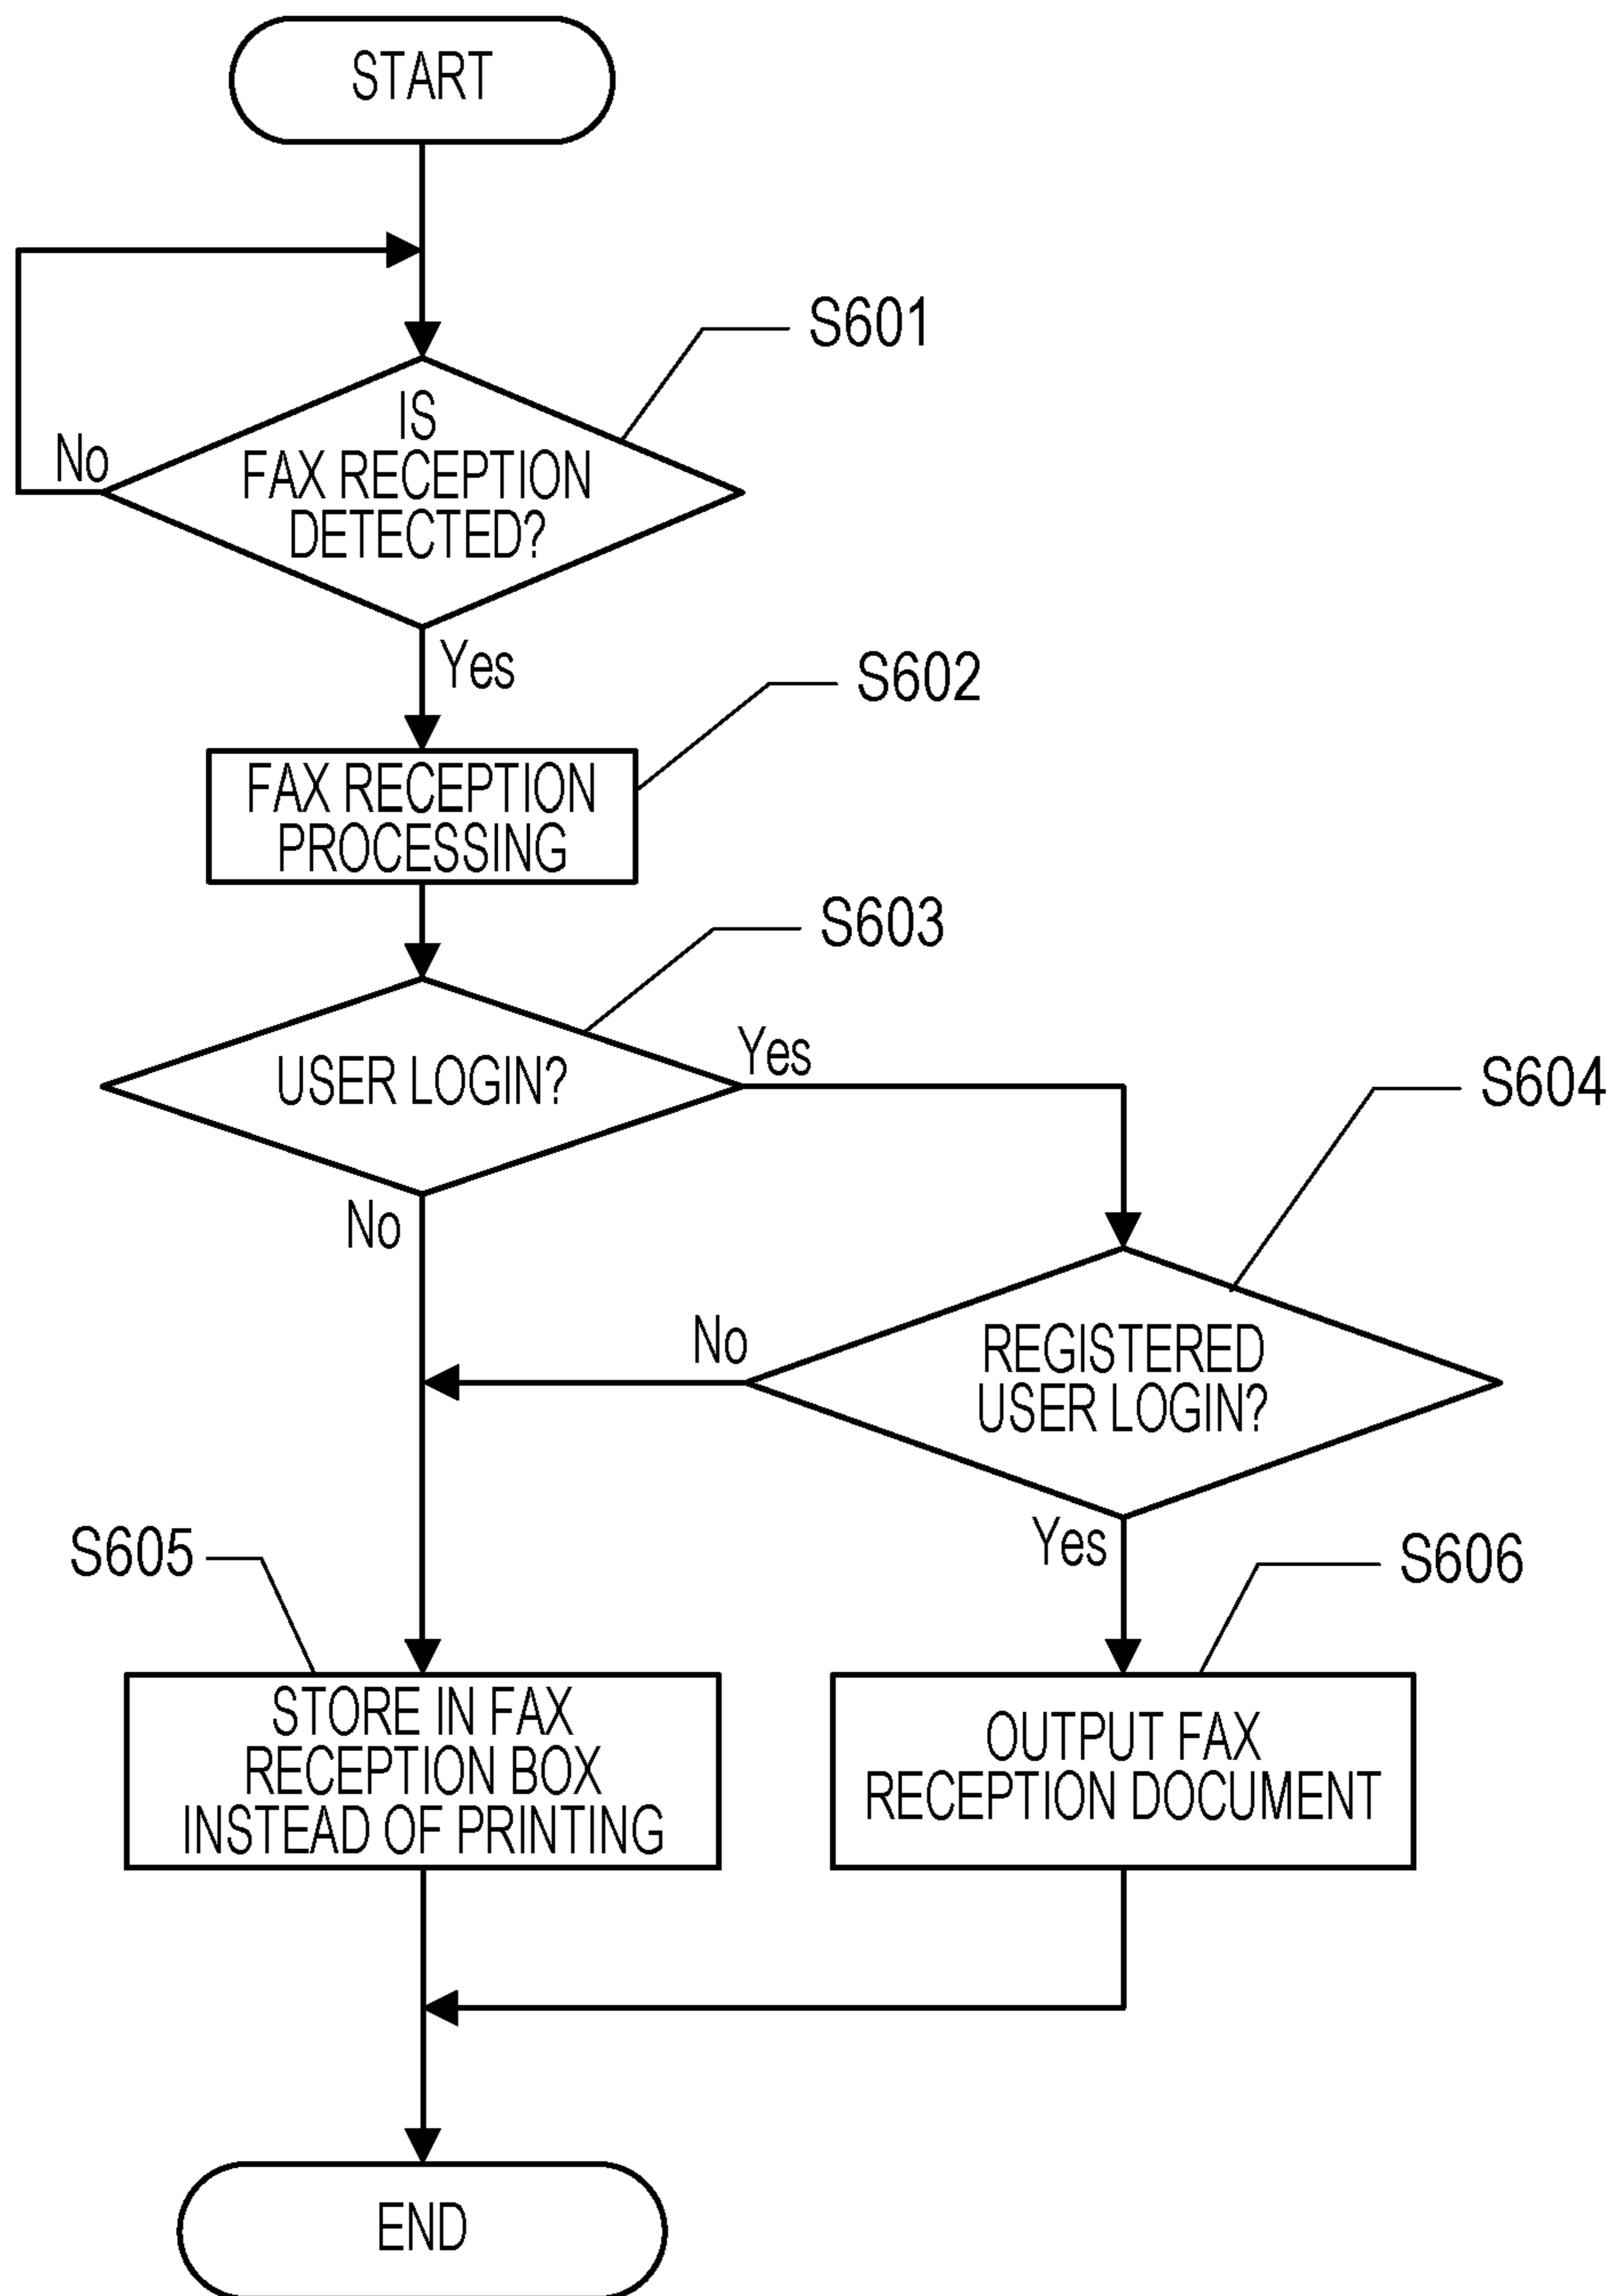 START
S601
IS
FAX RECEPTION
DETECTED?
No
Yes
S602
FAX RECEPTION
PROCESSING
S603
USER LOGIN?
Yes
No
S604
REGISTERED
USER LOGIN?
No
Yes
S605
STORE IN FAX
RECEPTION BOX
INSTEAD OF PRINTING
S606
OUTPUT FAX
RECEPTION DOCUMENT
END